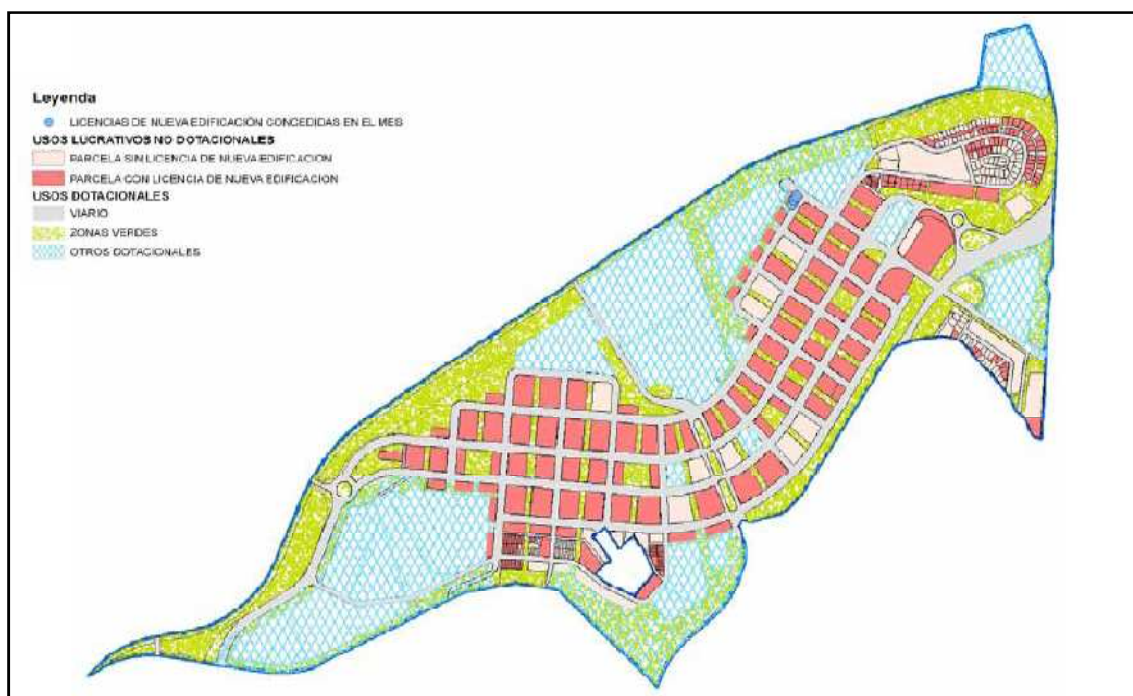 Leyenda
LICENCIAS DE NUEVA EDIFICACIÓN CONCEDIDAS EN EL MES
USOS LUCRATIVOS NO DOTACIONALES
PARCELA SIN LICENCIA DE NUEVA EDIFICACION
PARCELA CON LICENCIA DE NUEVA EDIFICACION
USOS DOTACIONALES
VIARIO
ZONAS VERDES
OTROS DOTACIONALES